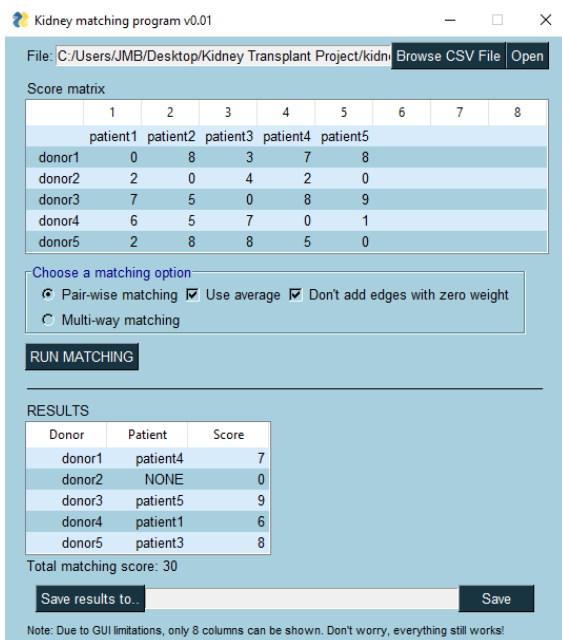 Kidney matching program v0.01
File: C:/Users/JMB/Desktop/Kidney Transplant Project/kidn Browse CSV File Open
Score matrix
1 2 3 4 5 6 7 8
patient1 patient2 patient3 patient4 patient5
donor1 0 8 3 7 8
donor2 2 0 4 2 0
donor3 7 5 0 8 9
donor4 6 5 7 0 1
donor5 2 8 8 5 0
Choose a matching option
Pair-wise matching Use average Don't add edges with zero weight
Multi-way matching
RUN MATCHING
RESULTS
Donor Patient Score
donor1 patient4 7
donor2 NONE 0
donor3 patient5 9
donor4 patient1 6
donor5 patient3 8
Total matching score: 30
Save results to.. Save
Note: Due to GUI limitations, only 8 columns can be shown. Don't worry, everything still works!